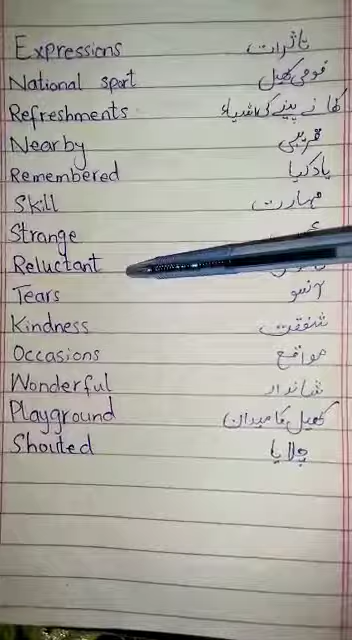 Expressions تاثرات
National sport قومی کھیل
Refreshments کھانے پینے کی اشیاء
Nearby قریبی
Remembered یاد کیا
Skill مہارت
Strange
Reluctant
Tears آنسو
Kindness شفقت
Occasions مواقع
Wonderful شاندار
Playground کھیل کا میدان
Shouted چلایا